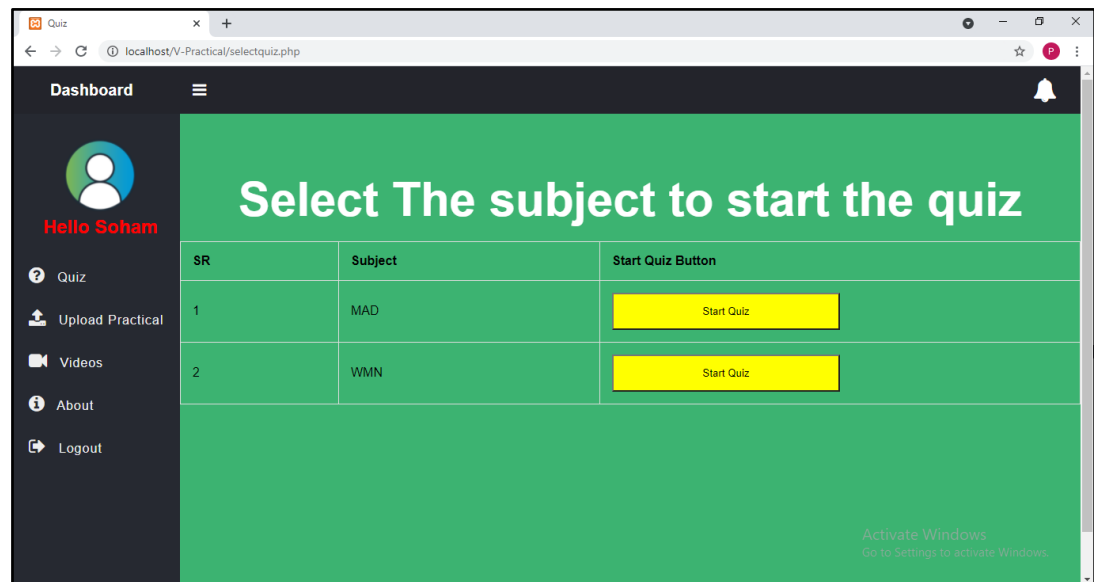 Quiz
localhost/V-Practical/selectquiz.php
P
Dashboard
Hello Soham
Quiz
Upload Practical
Videos
About
Logout
Select The subject to start the quiz
SR Subject Start Quiz Button
1 MAD Start Quiz
2 WMN Start Quiz
Activate Windows
Go to Settings to activate Windows.